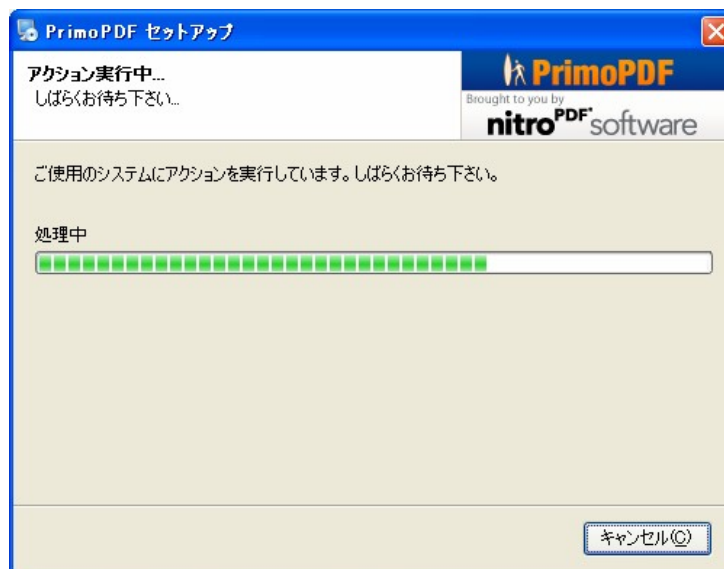 PrimoPDF セットアップ
アクション実行中...
しばらくお待ち下さい...
PrimoPDF
Brought to you by
nitroPDF software
ご使用のシステムにアクションを実行しています。しばらくお待ち下さい。
処理中
キャンセル(C)